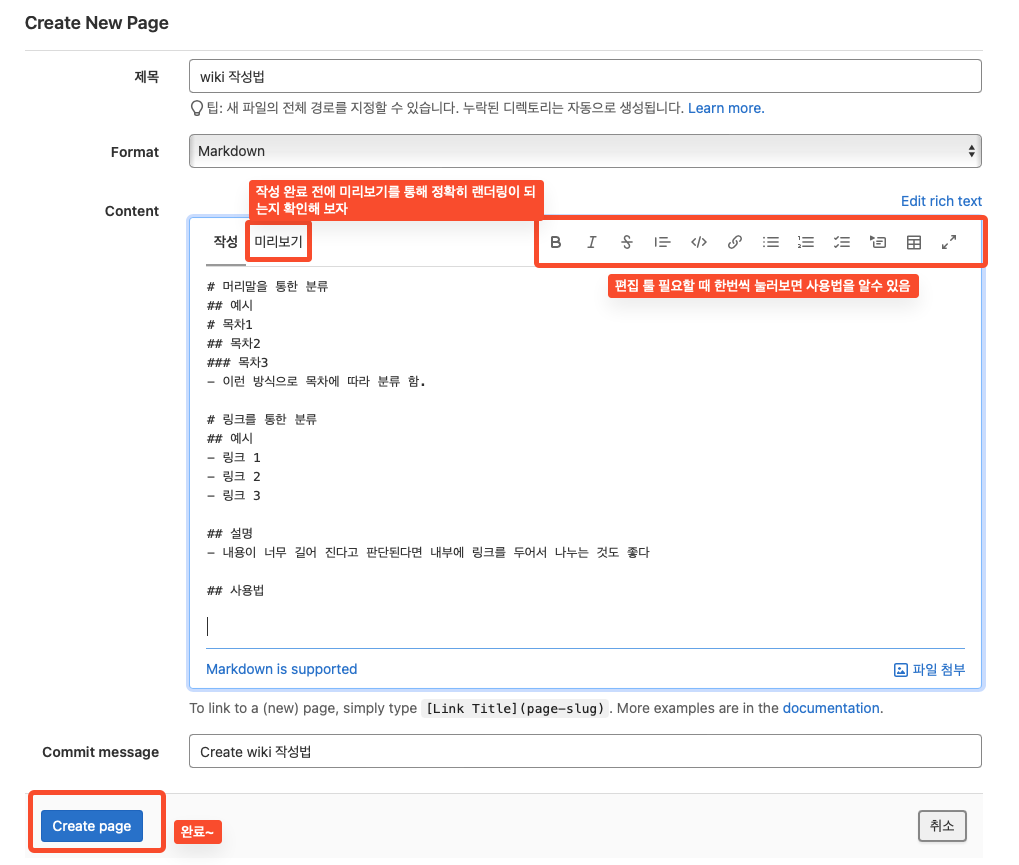 Create New Page
제목
wiki 작성법
팁: 새 파일의 전체 경로를 지정할 수 있습니다. 누락된 디렉토리는 자동으로 생성됩니다. Learn more.
Format
Markdown
작성 완료 전에 미리보기를 통해 정확히 랜더링이 되
는지 확인해 보자
Edit rich text
Content
작성 미리보기
편집 툴 필요할 때 한번씩 눌러보면 사용법을 알수 있음
# 머리말을 통한 분류
## 예시
# 목차1
## 목차2
### 목차3
- 이런 방식으로 목차에 따라 분류 함.
# 링크를 통한 분류
## 예시
- 링크 1
- 링크 2
- 링크 3
## 설명
- 내용이 너무 길어 진다고 판단된다면 내부에 링크를 두어서 나누는 것도 좋다
## 사용법
Markdown is supported
파일 첨부
To link to a (new) page, simply type [Link Title](page-slug). More examples are in the documentation.
Commit message
Create wiki 작성법
Create page
완료~
취소